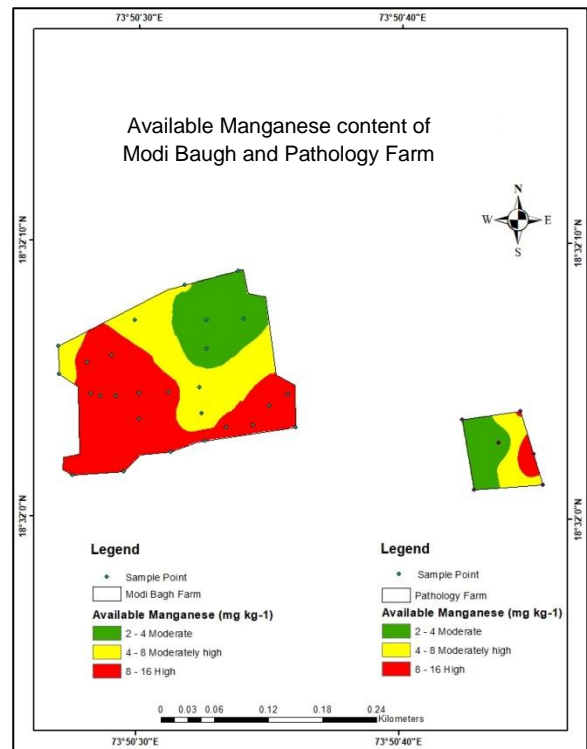 73°50'30"E 73°50'40"E
Available Manganese content of
Modi Baugh and Pathology Farm
N
W E
S
18°32'10"N 18°32'10"N
18°32'0"N 18°32'0"N
Legend
Sample Point
Modi Bagh Farm
Available Manganese (mg kg-1)
2 - 4 Moderate
4 - 8 Moderately high
8 - 16 High
Legend
Sample Point
Pathology Farm
Available Manganese (mg kg-1)
2 - 4 Moderate
4 - 8 Moderately high
8 - 16 High
0 0.03 0.06 0.12 0.18 0.24
Kilometers
73°50'30"E 73°50'40"E